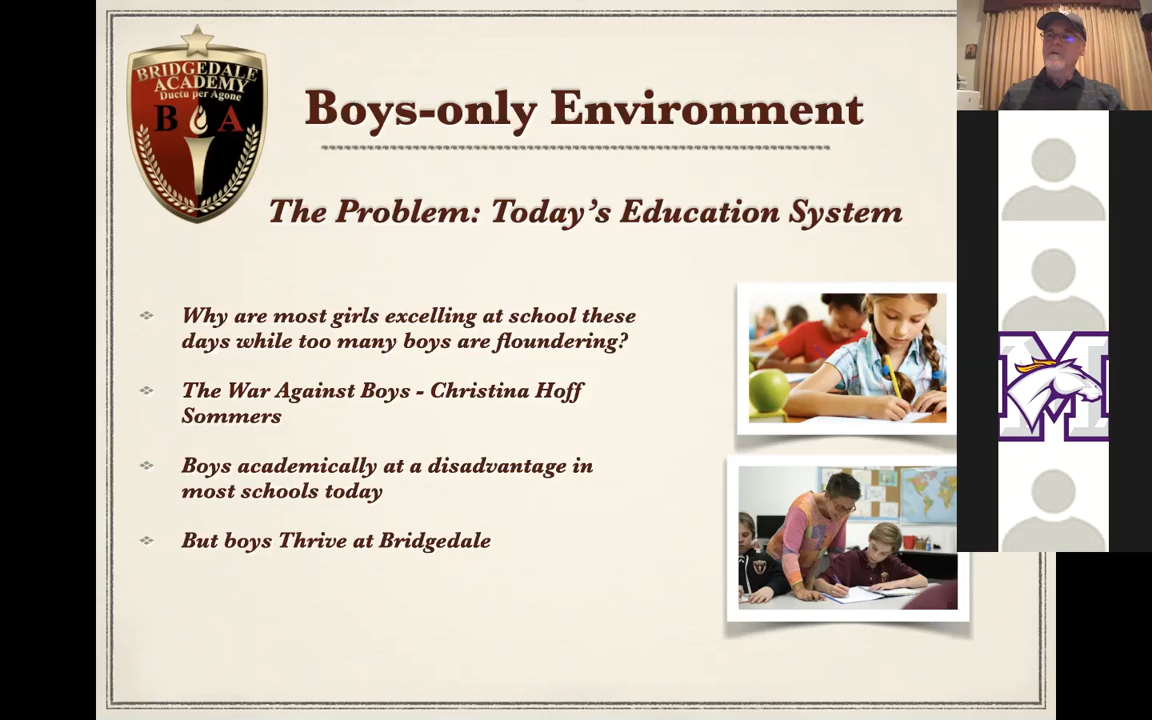 BRIDGEDALE
ACADEMY
Ductu per Agone
B A
Boys-only Environment
The Problem: Today's Education System
Why are most girls excelling at school these
days while too many boys are floundering?
The War Against Boys - Christina Hoff
Sommers
Boys academically at a disadvantage in
most schools today
But boys Thrive at Bridgedale
M